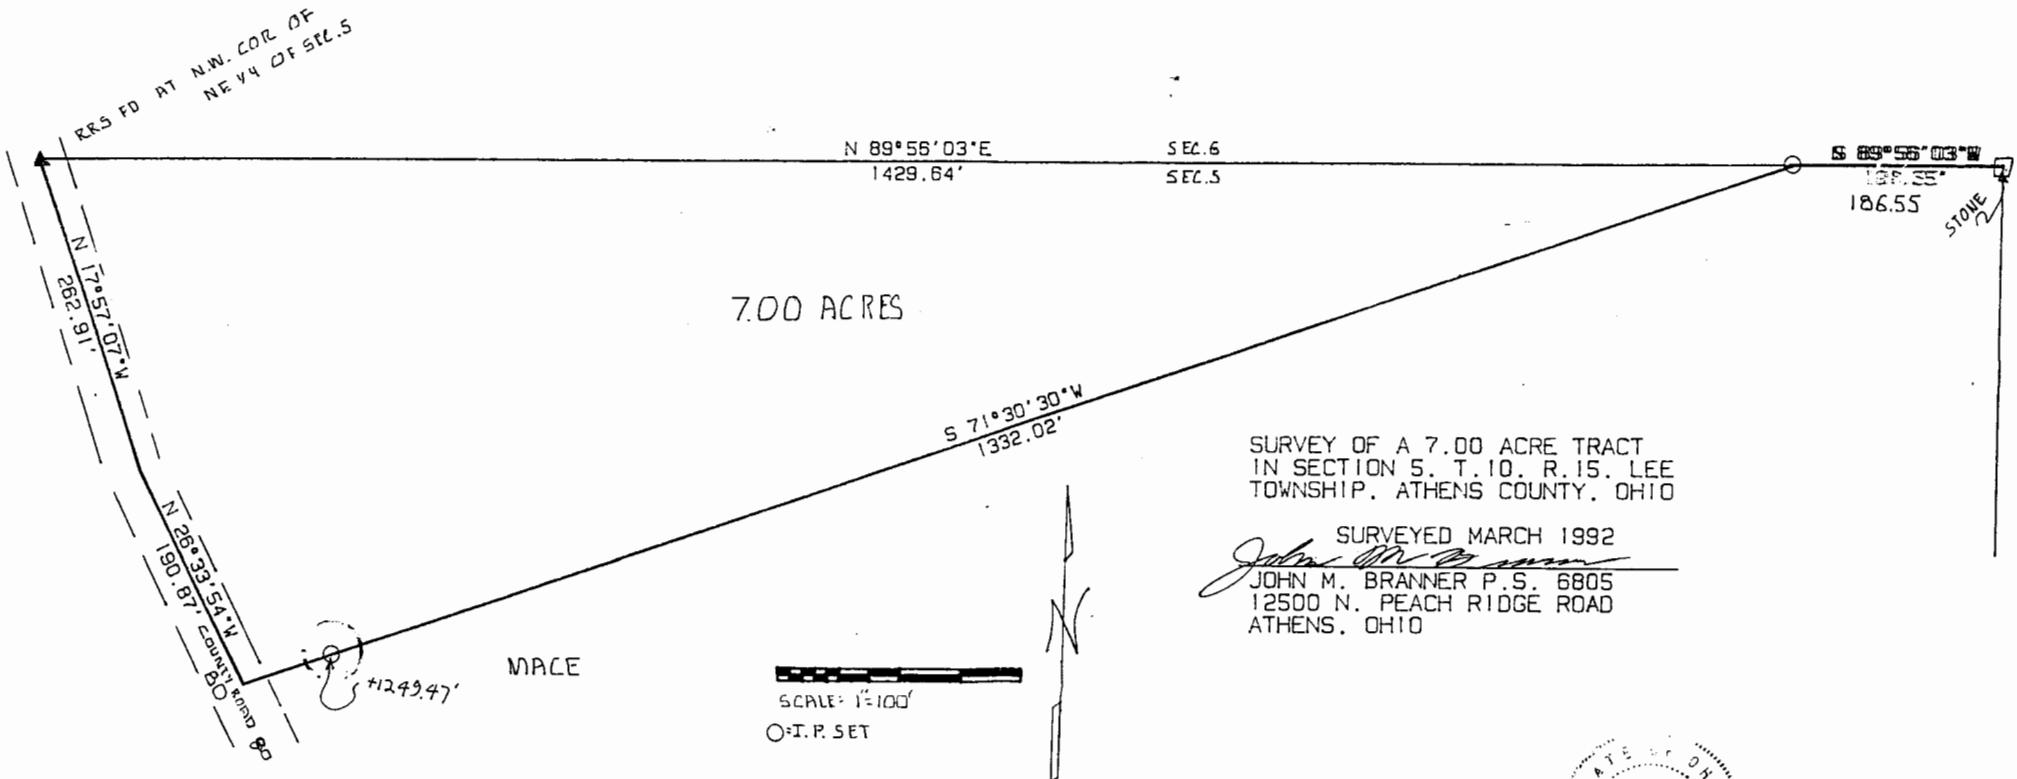 RRS FD AT N.W. COR OF
NE 1/4 OF SEC.5
N 89°56'03"E
1429.64'
SEC.6
SEC.5
S 89°56'03"W
186.55
STONE
N 17°57'07"W
262.91'
7.00 ACRES
S 71°30'30"W
1332.02'
N 26°33'54"W
190.87'
COUNTY ROAD 80
80
+1249.47'
MACE
SCALE: 1"=100'
O=I.P. SET
N
SURVEY OF A 7.00 ACRE TRACT
IN SECTION 5. T.10. R.15. LEE
TOWNSHIP. ATHENS COUNTY. OHIO
SURVEYED MARCH 1992
JOHN M. BRANNER P.S. 6805
12500 N. PEACH RIDGE ROAD
ATHENS. OHIO